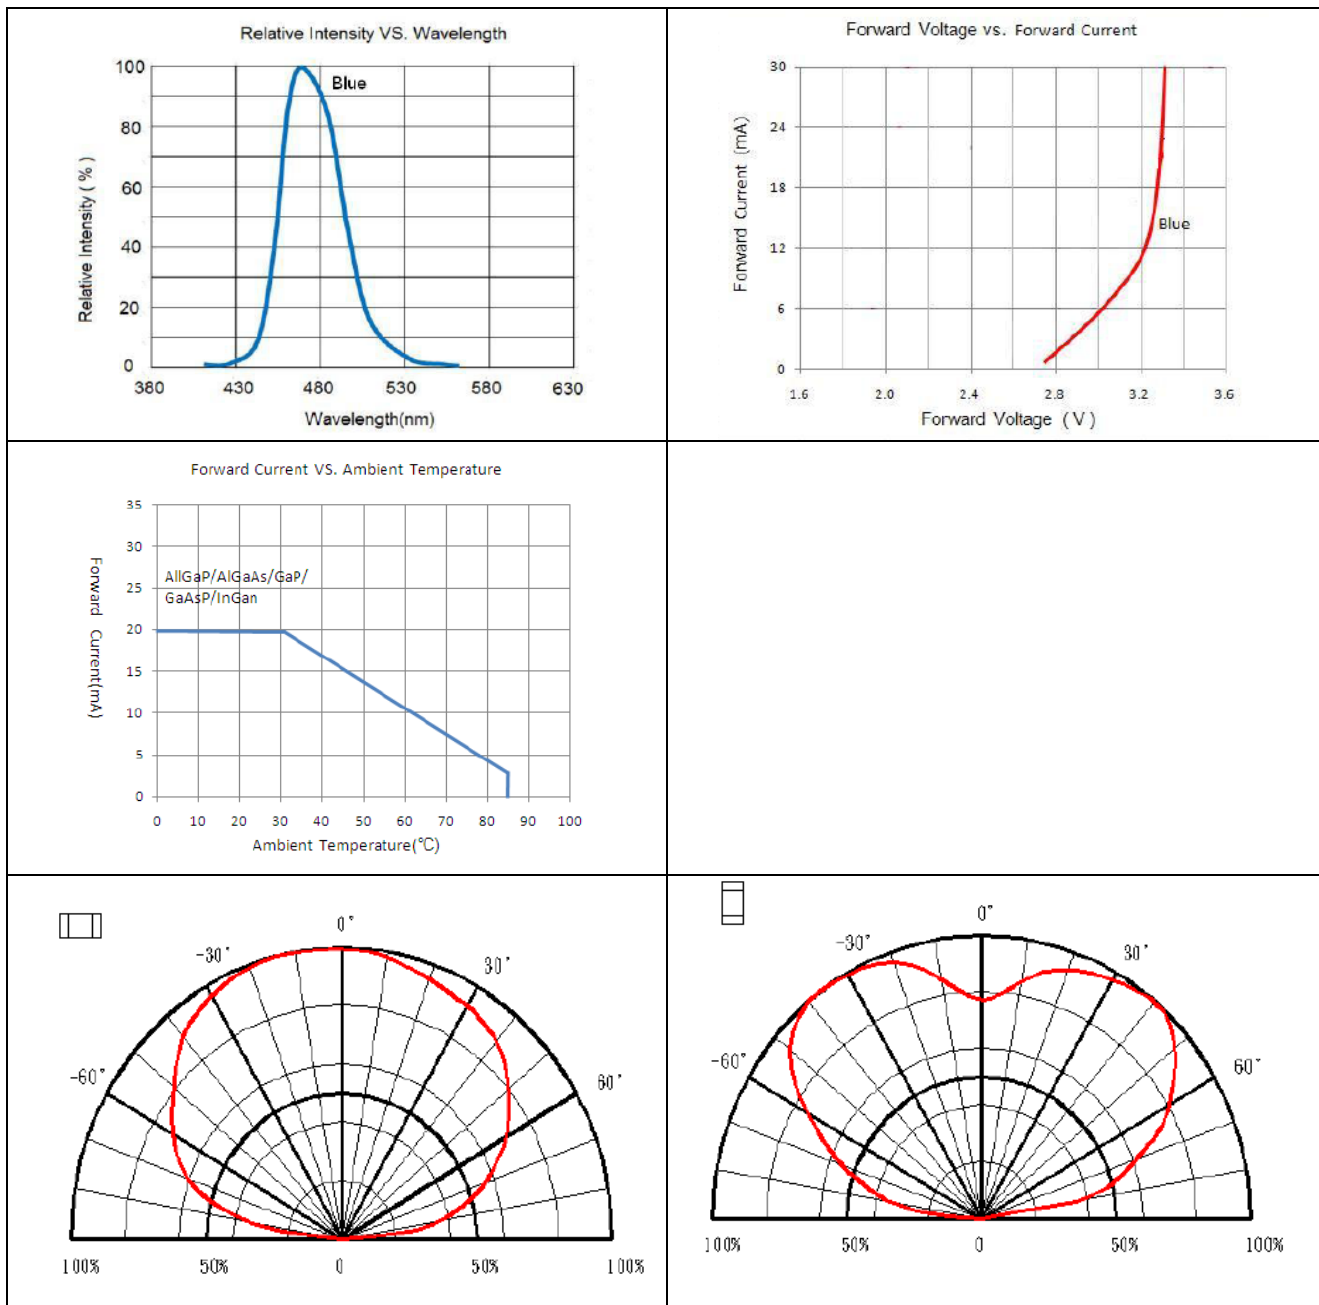 Relative Intensity VS. Wavelength
100
80
60
40
20
0
Relative Intensity ( % )
Blue
380 430 480 530 580 630
Wavelength(nm)
Forward Voltage vs. Forward Current
30
24
18
12
6
0
Forward Current (mA)
Blue
1.6 2.0 2.4 2.8 3.2 3.6
Forward Voltage ( V )
Forward Current VS. Ambient Temperature
35
30
25
20
15
10
5
0
Forward Current(mA)
AllGaP/AlGaAs/GaP/
GaAsP/InGan
0 10 20 30 40 50 60 70 80 90 100
Ambient Temperature(℃)
0°
-30° 30°
-60° 60°
100% 50% 0 50% 100%
0°
-30° 30°
-60° 60°
100% 50% 0 50% 100%